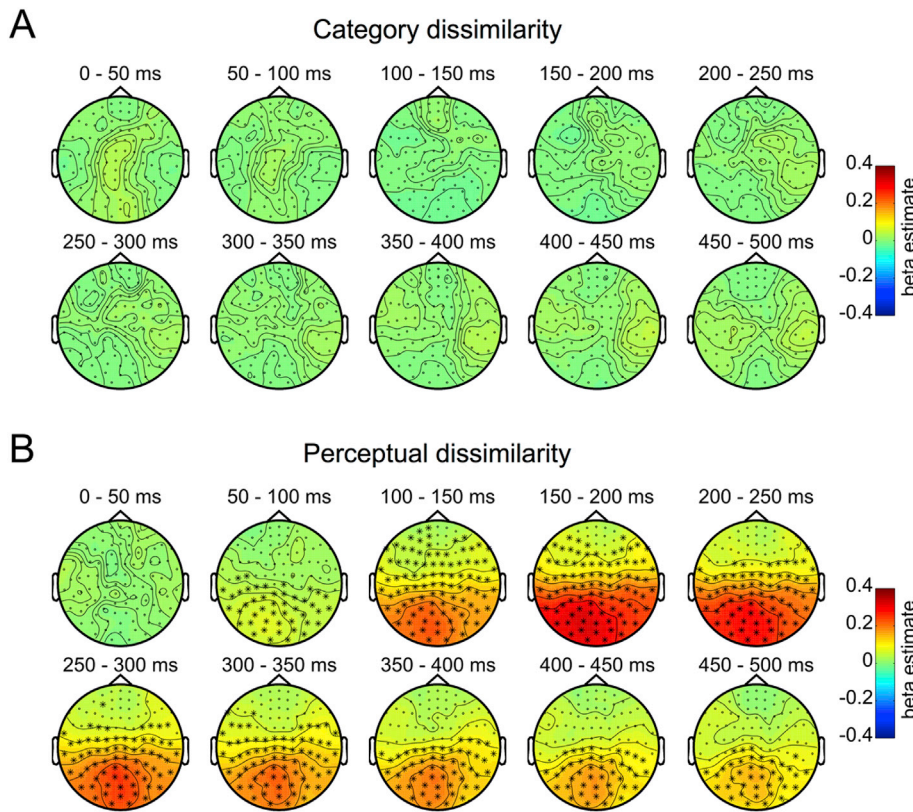 A
Category dissimilarity
0 - 50 ms
50 - 100 ms
100 - 150 ms
150 - 200 ms
200 - 250 ms
250 - 300 ms
300 - 350 ms
350 - 400 ms
400 - 450 ms
450 - 500 ms
0.4
0.2
0
-0.2
-0.4
beta estimate
B
Perceptual dissimilarity
0 - 50 ms
50 - 100 ms
100 - 150 ms
150 - 200 ms
200 - 250 ms
250 - 300 ms
300 - 350 ms
350 - 400 ms
400 - 450 ms
450 - 500 ms
0.4
0.2
0
-0.2
-0.4
beta estimate